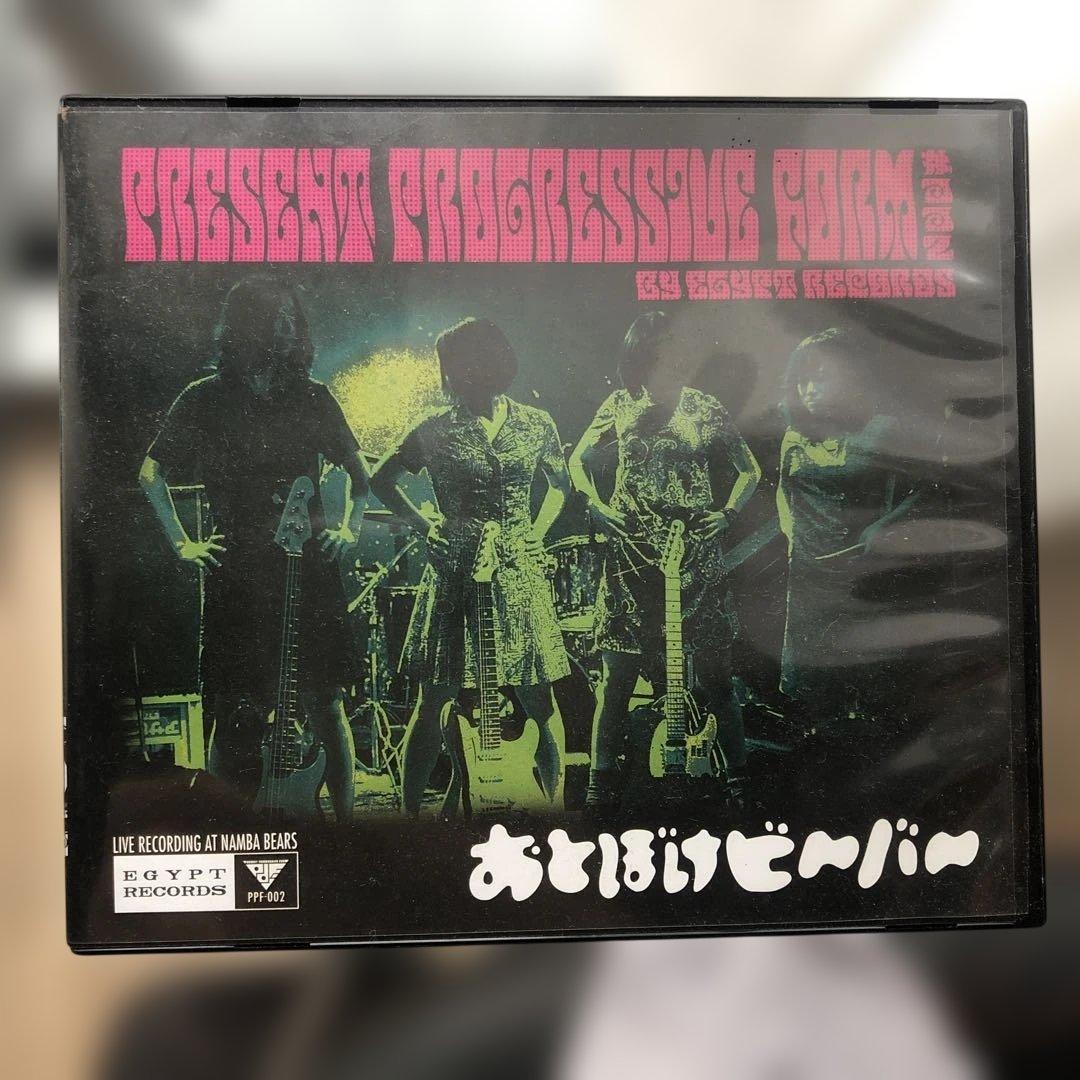 PRESENT PROGRESSIVE FORM
#002
BY EGYPT RECORDS
LIVE RECORDING AT NAMBA BEARS
EGYPT
RECORDS
PPF-002
おとぼけビ〜バ〜